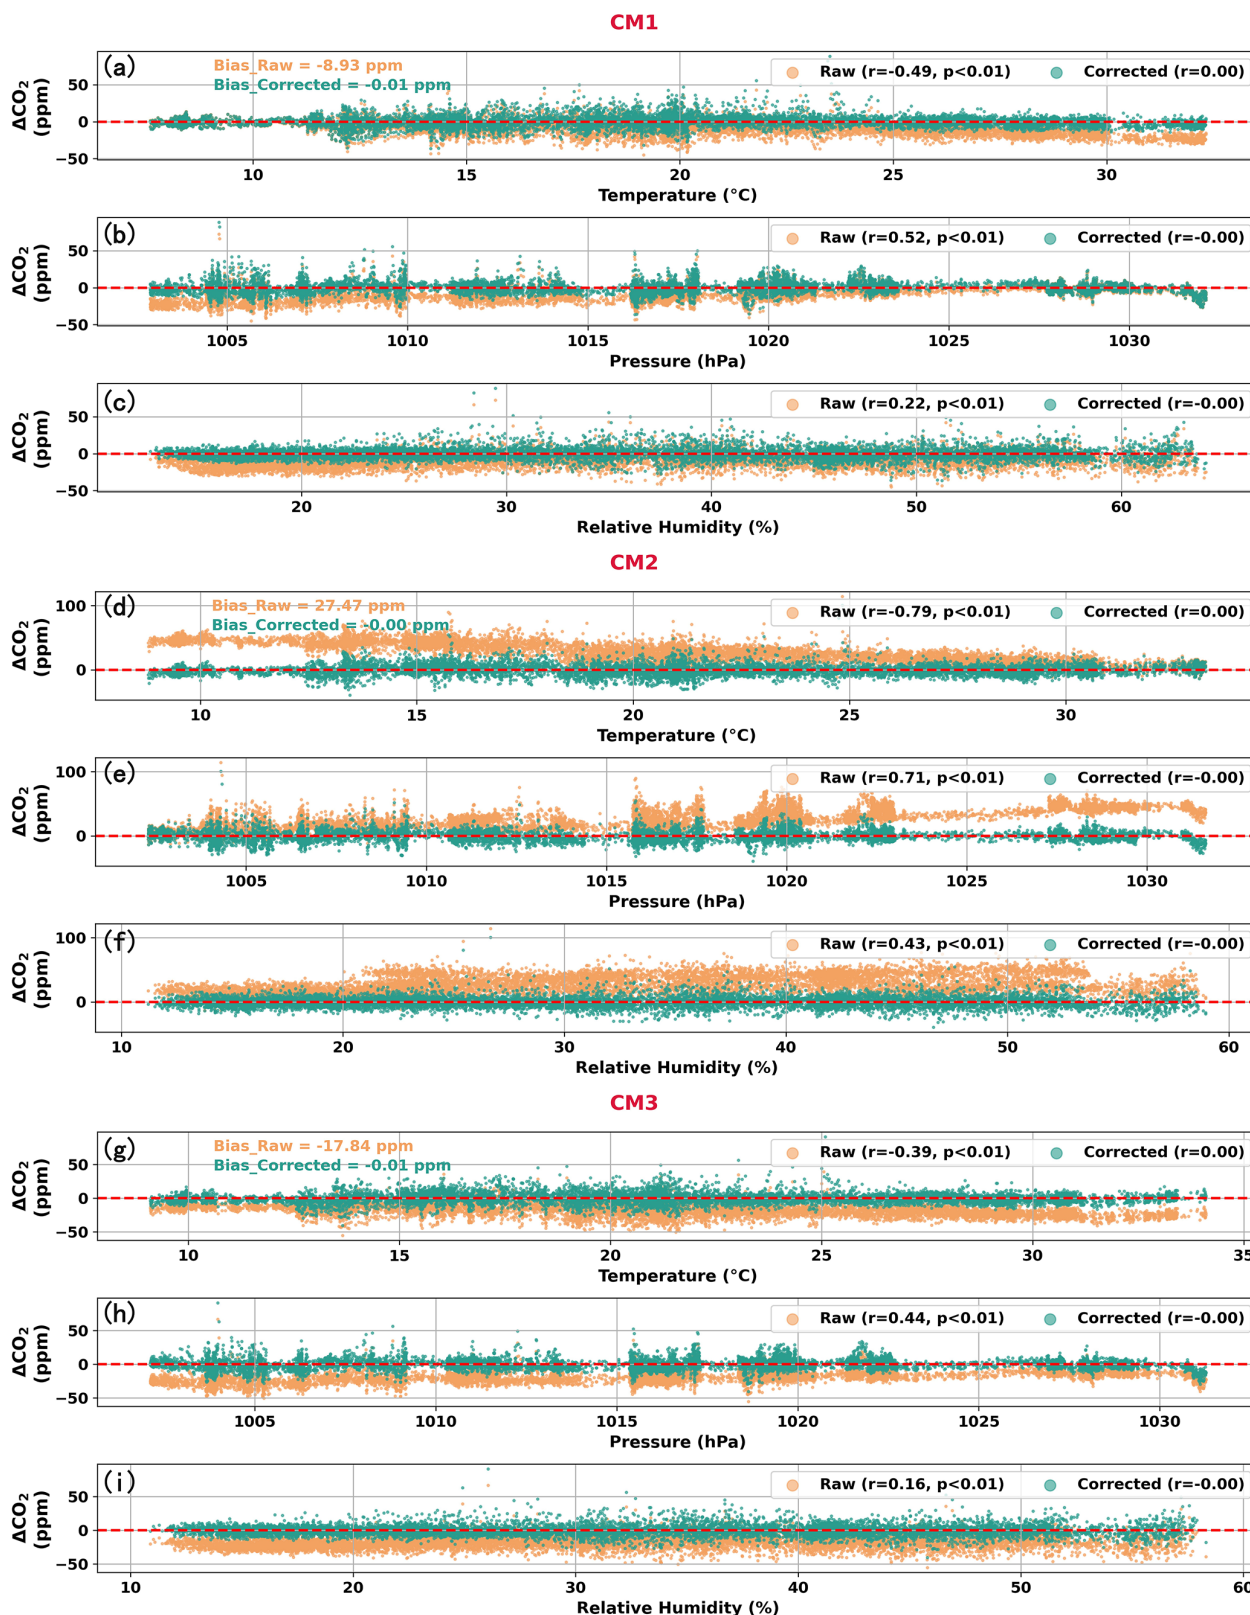 CM1
(a)
Bias_Raw = -8.93 ppm
Bias_Corrected = -0.01 ppm
Raw (r=-0.49, p<0.01)
Corrected (r=0.00)
ΔCO₂
(ppm)
50
0
−50
10 15 20 25 30
Temperature (°C)
(b)
Raw (r=0.52, p<0.01)
Corrected (r=-0.00)
ΔCO₂
(ppm)
50
0
−50
1005 1010 1015 1020 1025 1030
Pressure (hPa)
(c)
Raw (r=0.22, p<0.01)
Corrected (r=-0.00)
ΔCO₂
(ppm)
50
0
−50
20 30 40 50 60
Relative Humidity (%)
CM2
(d)
Bias_Raw = 27.47 ppm
Bias_Corrected = -0.00 ppm
Raw (r=-0.79, p<0.01)
Corrected (r=0.00)
ΔCO₂
(ppm)
100
0
10 15 20 25 30
Temperature (°C)
(e)
Raw (r=0.71, p<0.01)
Corrected (r=-0.00)
ΔCO₂
(ppm)
100
0
1005 1010 1015 1020 1025 1030
Pressure (hPa)
(f)
Raw (r=0.43, p<0.01)
Corrected (r=-0.00)
ΔCO₂
(ppm)
100
0
10 20 30 40 50 60
Relative Humidity (%)
CM3
(g)
Bias_Raw = -17.84 ppm
Bias_Corrected = -0.01 ppm
Raw (r=-0.39, p<0.01)
Corrected (r=0.00)
ΔCO₂
(ppm)
50
0
−50
10 15 20 25 30 35
Temperature (°C)
(h)
Raw (r=0.44, p<0.01)
Corrected (r=-0.00)
ΔCO₂
(ppm)
50
0
−50
1005 1010 1015 1020 1025 1030
Pressure (hPa)
(i)
Raw (r=0.16, p<0.01)
Corrected (r=-0.00)
ΔCO₂
(ppm)
50
0
−50
10 20 30 40 50 60
Relative Humidity (%)